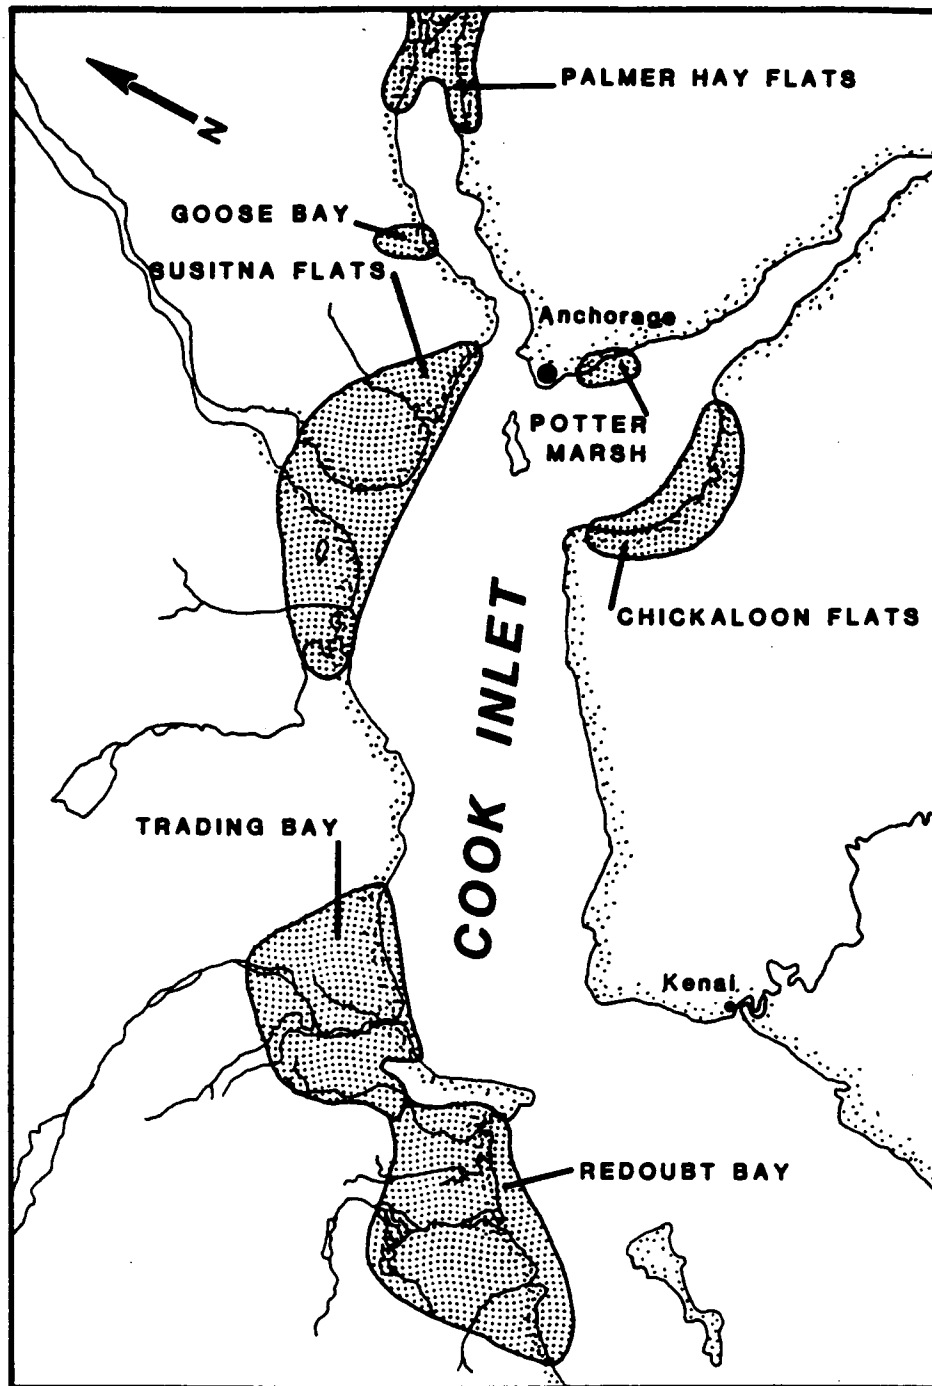 PALMER HAY FLATS
N
GOOSE BAY
SUSITNA FLATS
Anchorage
POTTER
MARSH
CHICKALOON FLATS
COOK INLET
TRADING BAY
Kenai
REDOUBT BAY